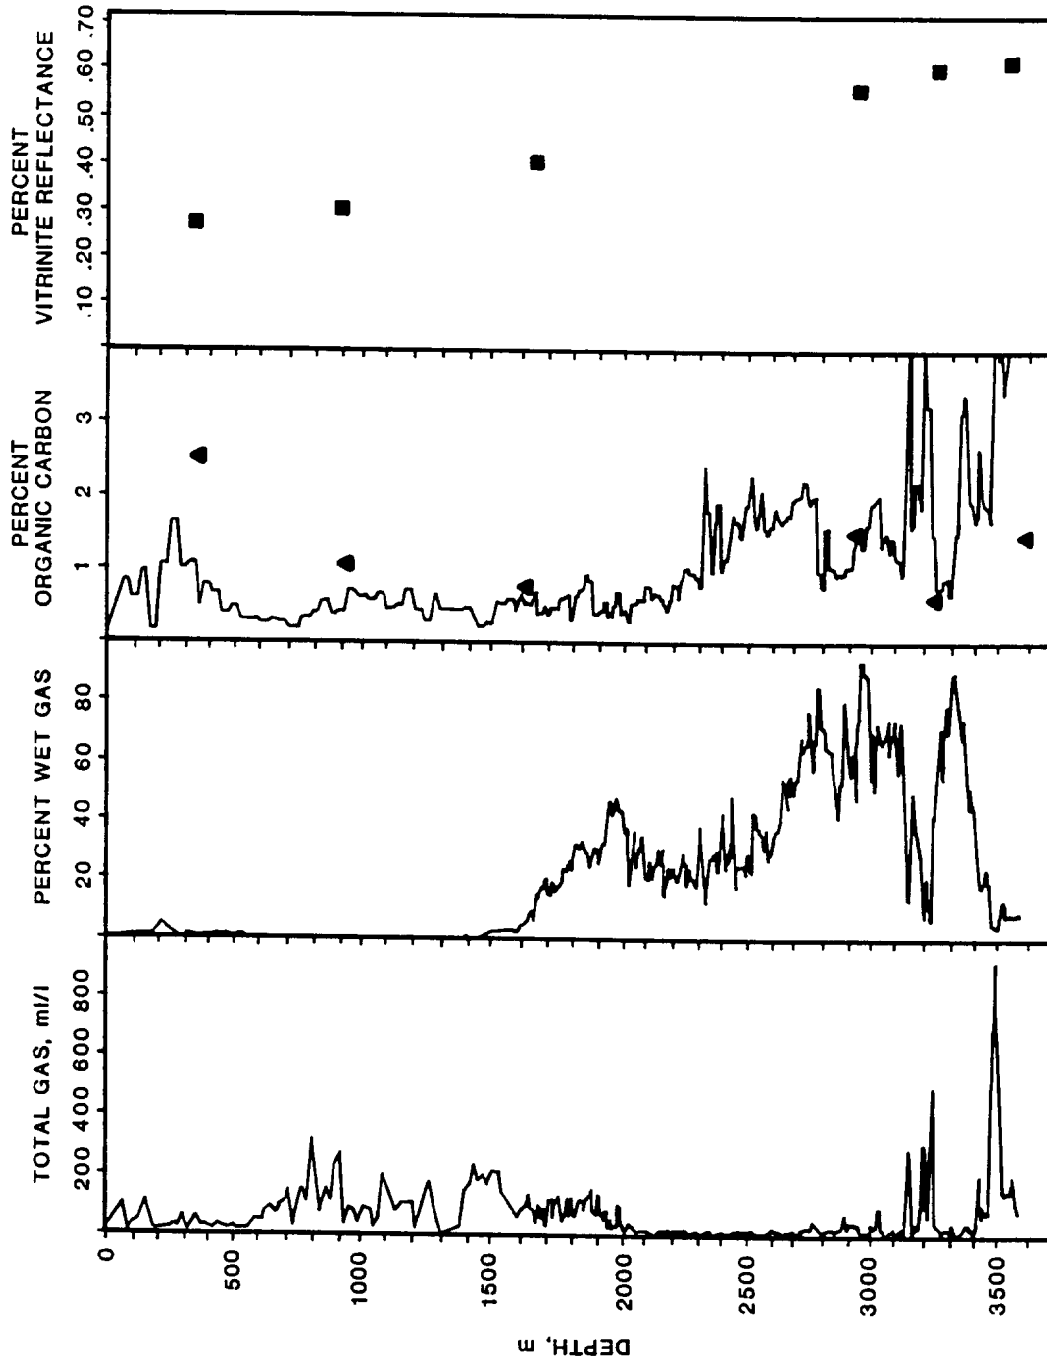 PERCENT
VITRINITE REFLECTANCE
.10 .20 .30 .40 .50 .60 .70
PERCENT
ORGANIC CARBON
1 2 3
PERCENT WET GAS
20 40 60 80
TOTAL GAS, ml/l
200 400 600 800
0 500 1000 1500 2000 2500 3000 3500
DEPTH, m